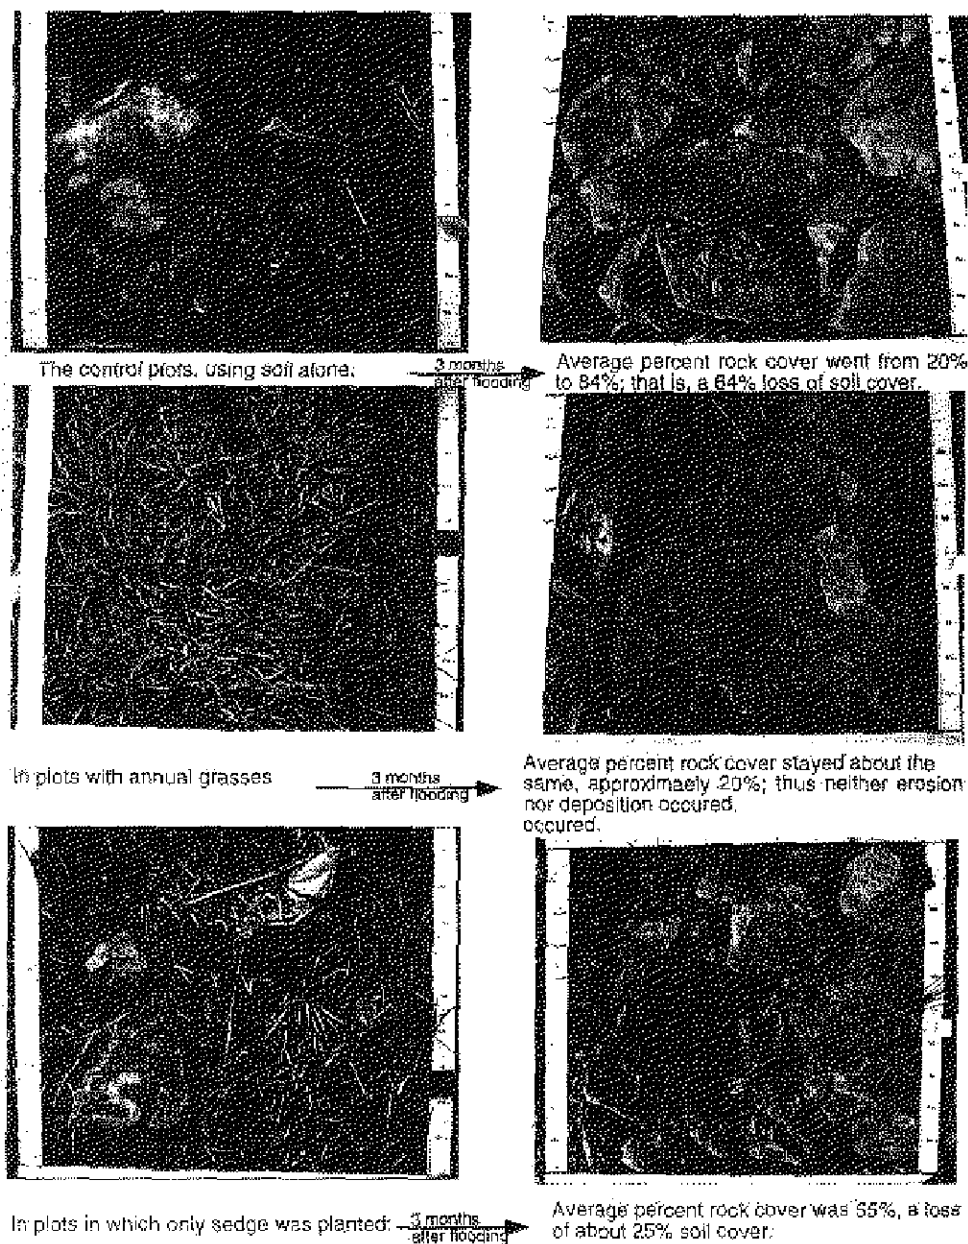 The control plots, using soil alone:
3 months
after flooding
Average percent rock cover went from 20%
to 84%; that is, a 64% loss of soil cover.
In plots with annual grasses
3 months
after flooding
Average percent rock cover stayed about the
same, approximaely 20%; thus neither erosion
nor deposition occured.
occured.
In plots in which only sedge was planted:
3 months
after flooding
Average percent rock cover was 55%, a loss
of about 25% soil cover.